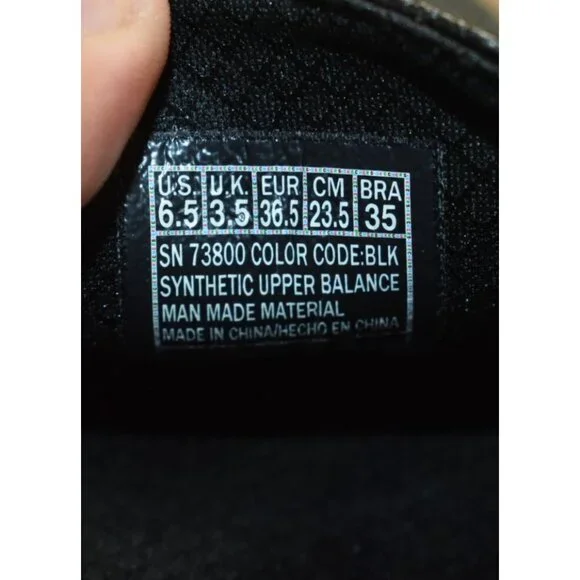 U.S. U.K. EUR CM BRA
6.5 3.5 36.5 23.5 35
SN 73800 COLOR CODE:BLK
SYNTHETIC UPPER BALANCE
MAN MADE MATERIAL
MADE IN CHINA/HECHO EN CHINA